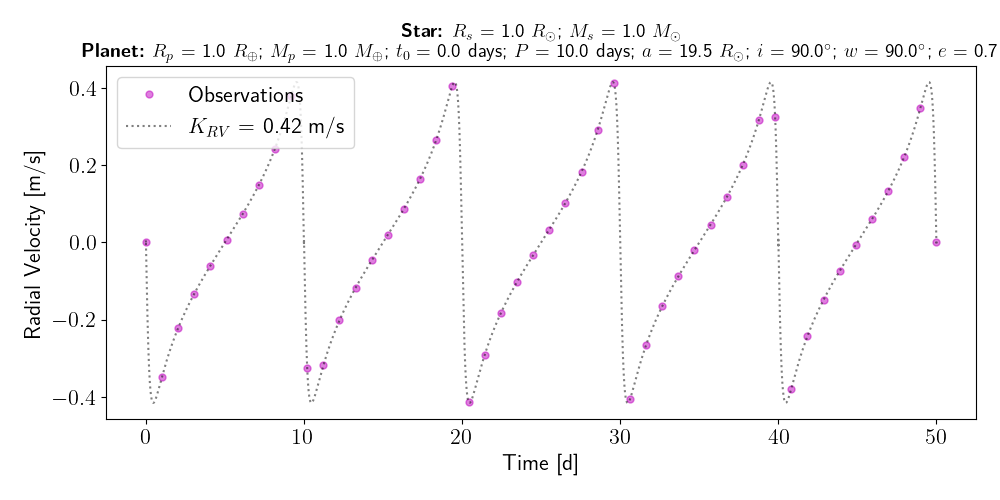 Star: R_s = 1.0 R_⊙; M_s = 1.0 M_⊙
Planet: R_p = 1.0 R_⊕; M_p = 1.0 M_⊕; t_0 = 0.0 days; P = 10.0 days; a = 19.5 R_⊙; i = 90.0°; w = 90.0°; e = 0.7
Observations
K_{RV} = 0.42 m/s
Radial Velocity [m/s]
0.4
0.2
0.0
−0.2
−0.4
0 10 20 30 40 50
Time [d]